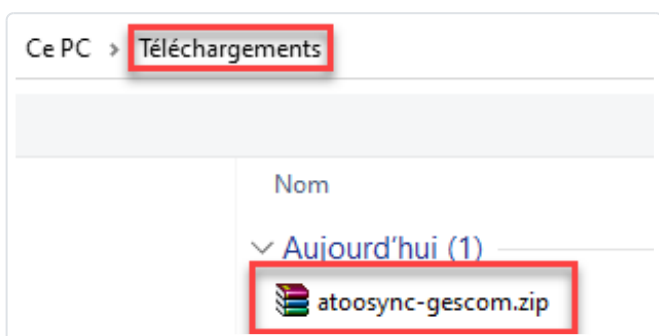 Ce PC > Téléchargements
Nom
Aujourd'hui (1)
atoosync-gescom.zip